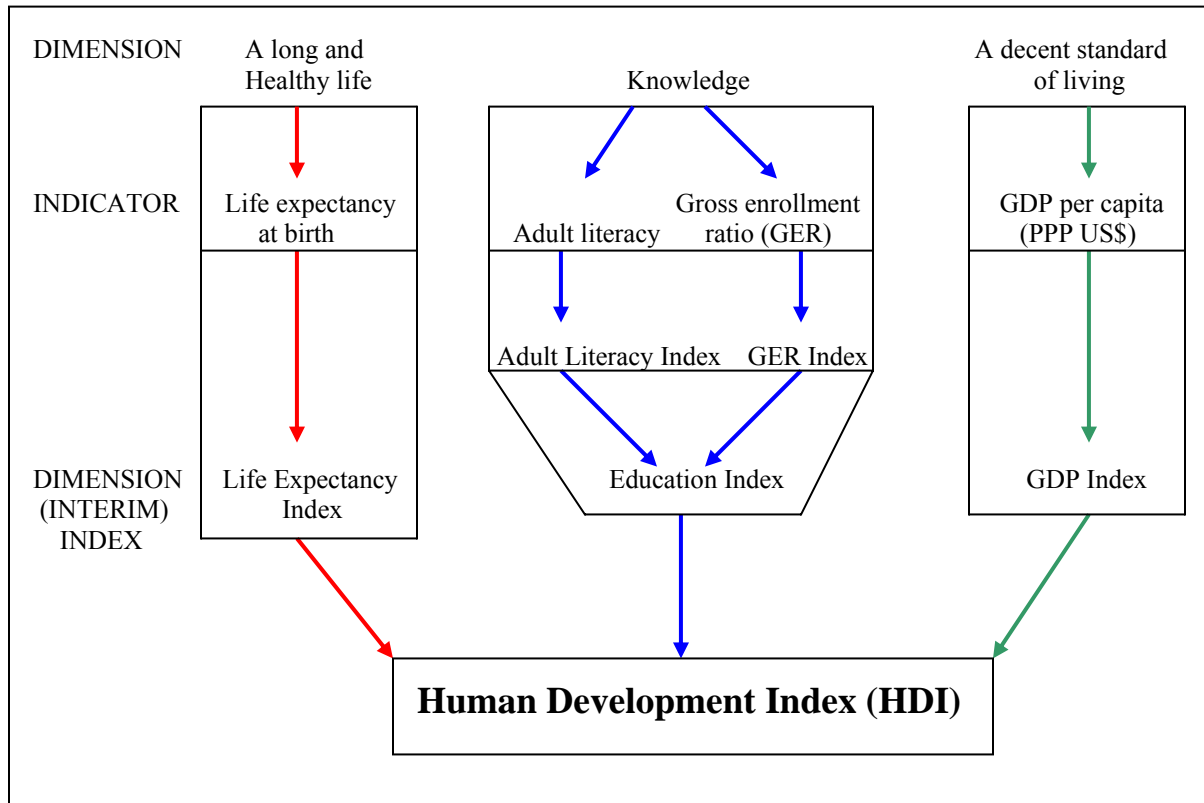 DIMENSION
A long and
Healthy life
Knowledge
A decent standard
of living
INDICATOR
Life expectancy
at birth
Adult literacy
Gross enrollment
ratio (GER)
GDP per capita
(PPP US$)
Adult Literacy Index
GER Index
DIMENSION
(INTERIM)
INDEX
Life Expectancy
Index
Education Index
GDP Index
Human Development Index (HDI)